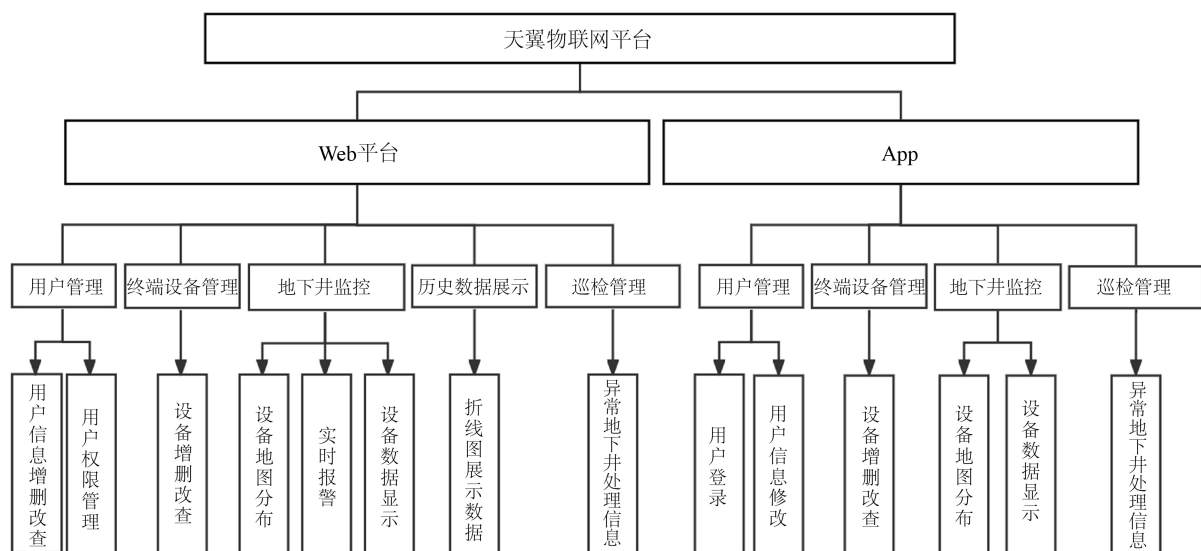 天翼物联网平台
Web平台
App
用户管理
终端设备管理
地下井监控
历史数据展示
巡检管理
用户管理
终端设备管理
地下井监控
巡检管理
用户信息增删改查
用户权限管理
设备增删改查
设备地图分布
实时报警
设备数据显示
折线图展示数据
异常地下井处理信息
用户登录
用户信息修改
设备增删改查
设备地图分布
设备数据显示
异常地下井处理信息